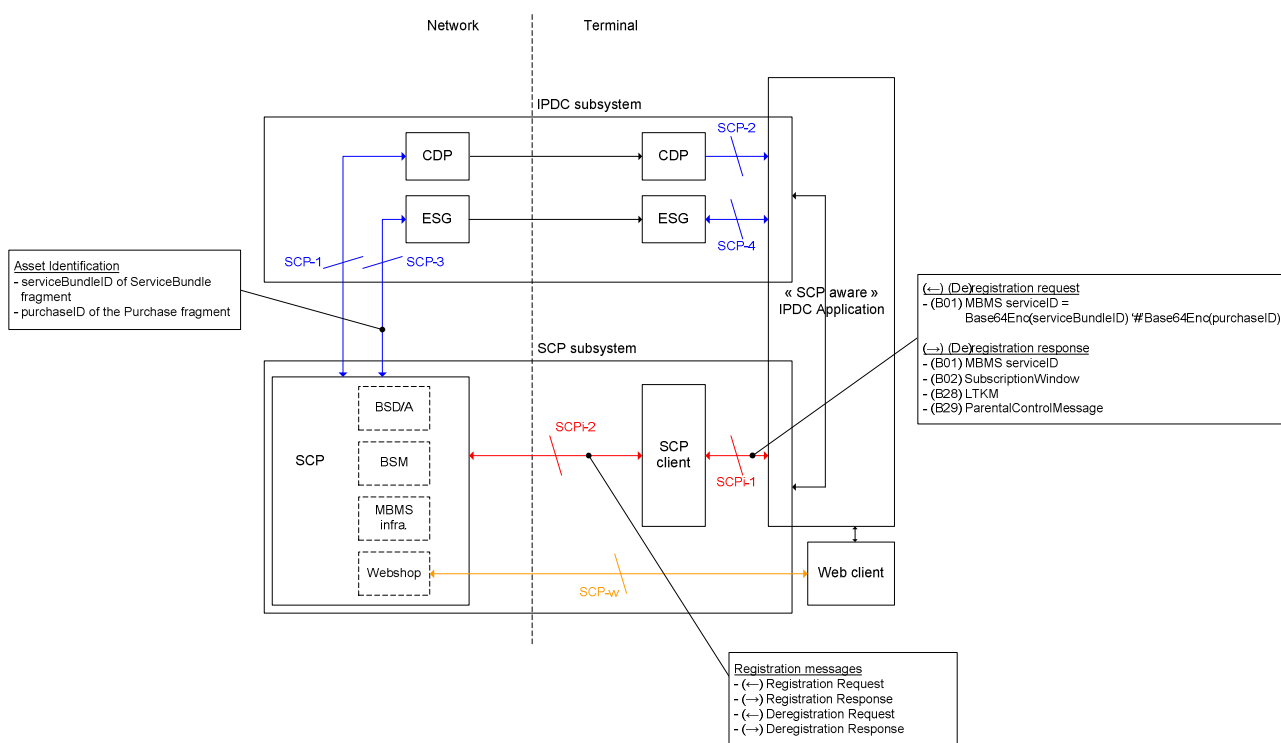 Network
Terminal
IPDC subsystem
CDP
CDP
SCP-2
ESG
ESG
SCP-4
SCP-1
SCP-3
Asset Identification
- serviceBundleID of ServiceBundle
fragment
- purchaseID of the Purchase fragment
« SCP aware »
IPDC Application
(←) (De)registration request
- (B01) MBMS serviceID =
Base64Enc(serviceBundleID) ‘#’ Base64Enc(purchaseID)
(→) (De)registration response
- (B01) MBMS serviceID
- (B02) SubscriptionWindow
- (B28) LTKM
- (B29) ParentalControlMessage
SCP subsystem
SCP
BSD/A
BSM
MBMS
infra.
Webshop
SCPi-2
SCP
client
SCPi-1
SCP-w
Web client
Registration messages
- (←) Registration Request
- (→) Registration Response
- (←) Deregistration Request
- (→) Deregistration Response